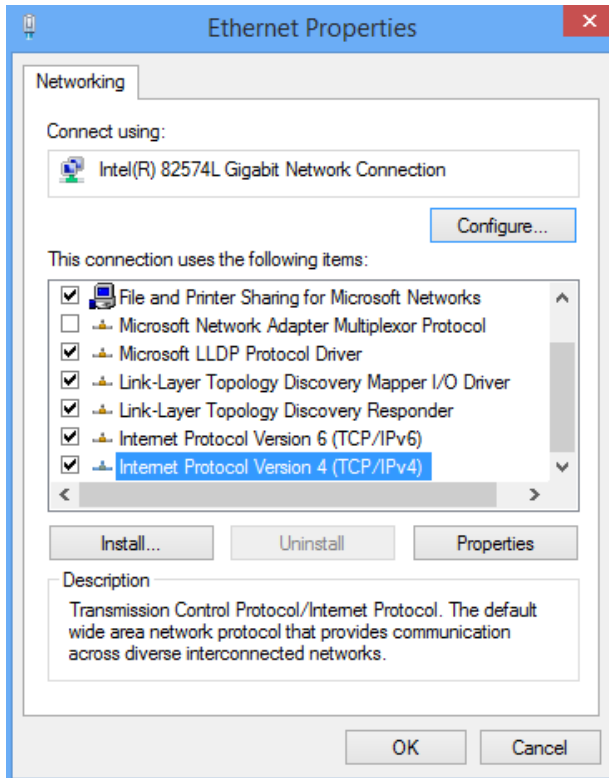 Ethernet Properties
Networking
Connect using:
Intel(R) 82574L Gigabit Network Connection
Configure...
This connection uses the following items:
File and Printer Sharing for Microsoft Networks
Microsoft Network Adapter Multiplexor Protocol
Microsoft LLDP Protocol Driver
Link-Layer Topology Discovery Mapper I/O Driver
Link-Layer Topology Discovery Responder
Internet Protocol Version 6 (TCP/IPv6)
Internet Protocol Version 4 (TCP/IPv4)
Install... Uninstall Properties
Description
Transmission Control Protocol/Internet Protocol. The default
wide area network protocol that provides communication
across diverse interconnected networks.
OK Cancel